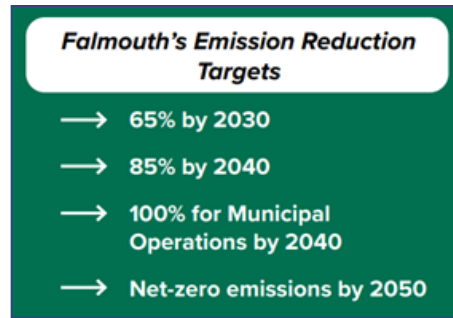 Falmouth's Emission Reduction
Targets
→ 65% by 2030
→ 85% by 2040
→ 100% for Municipal
Operations by 2040
→ Net-zero emissions by 2050